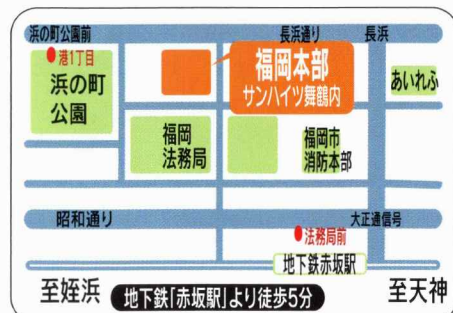 浜の町公園前
長浜通り
長浜
港1丁目
浜の町
公園
福岡本部
サンハイツ舞鶴内
あいれふ
福岡
法務局
福岡市
消防本部
昭和通り
大正通信号
法務局前
地下鉄赤坂駅
至姪浜
地下鉄「赤坂駅」より徒歩5分
至天神